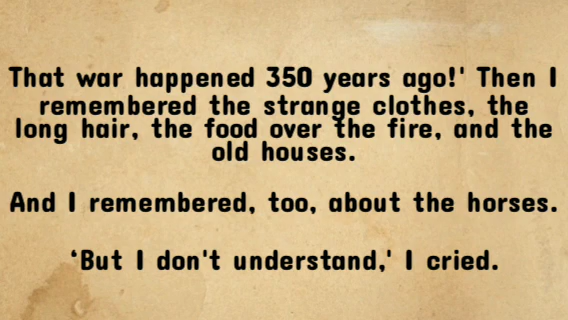 That war happened 350 years ago!' Then I
remembered the strange clothes, the
long hair, the food over the fire, and the
old houses.
And I remembered, too, about the horses.
‘But I don't understand,' I cried.